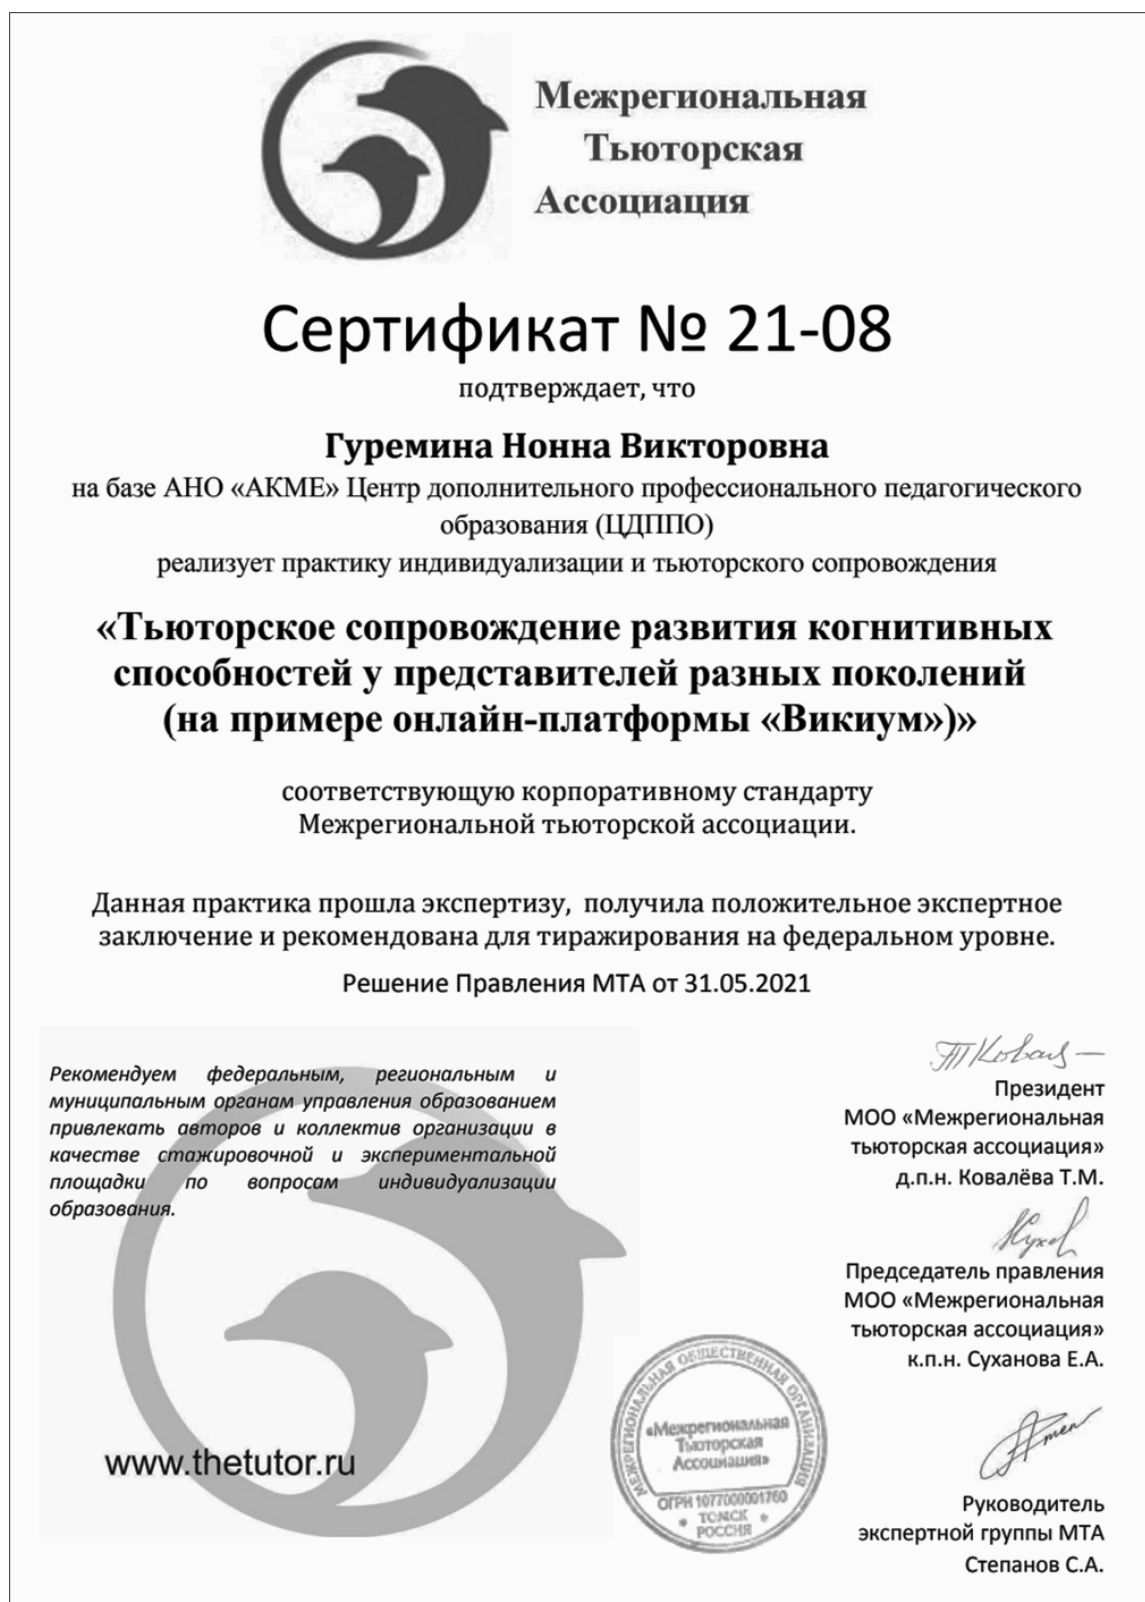 Межрегиональная
Тьюторская
Ассоциация
Сертификат № 21-08
подтверждает, что
Гуремина Нонна Викторовна
на базе АНО «АКМЕ» Центр дополнительного профессионального педагогического
образования (ЦДППО)
реализует практику индивидуализации и тьюторского сопровождения
«Тьюторское сопровождение развития когнитивных
способностей у представителей разных поколений
(на примере онлайн-платформы «Викиум»)»
соответствующую корпоративному стандарту
Межрегиональной тьюторской ассоциации.
Данная практика прошла экспертизу, получила положительное экспертное
заключение и рекомендована для тиражирования на федеральном уровне.
Решение Правления МТА от 31.05.2021
Рекомендуем федеральным, региональным и
муниципальным органам управления образованием
привлекать авторов и коллектив организации в
качестве стажировочной и экспериментальной
площадки по вопросам индивидуализации
образования.
www.thetutor.ru
Президент
МОО «Межрегиональная
тьюторская ассоциация»
д.п.н. Ковалёва Т.М.
Председатель правления
МОО «Межрегиональная
тьюторская ассоциация»
к.п.н. Суханова Е.А.
МЕЖРЕГИОНАЛЬНАЯ ОБЩЕСТВЕННАЯ ОРГАНИЗАЦИЯ
«Межрегиональная
Тьюторская
Ассоциация»
ОГРН 1077000001760
* ТОМСК *
РОССИЯ
Руководитель
экспертной группы МТА
Степанов С.А.